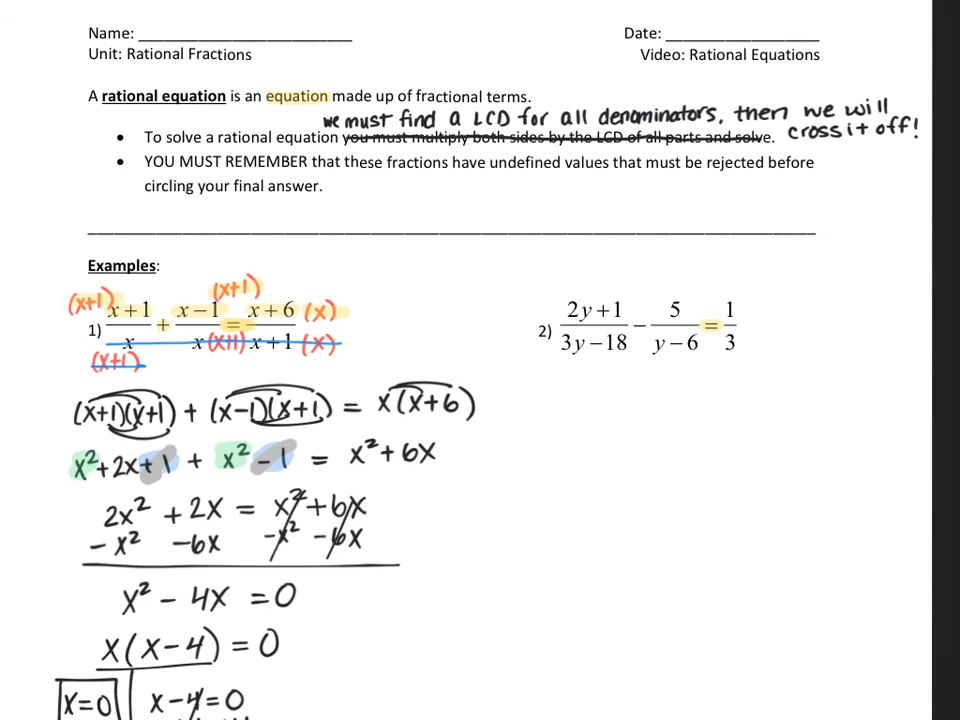 Name: ________________________ Date: _________________
Unit: Rational Fractions Video: Rational Equations
A rational equation is an equation made up of fractional terms.
we must find a LCD for all denominators, then we will
• To solve a rational equation you must multiply both sides by the LCD of all parts and solve. cross it off!
• YOU MUST REMEMBER that these fractions have undefined values that must be rejected before
circling your final answer.
Examples:
1) (x+1) x+1 / x (x+1) + (x+1) x−1 / x (x+1) = x+6 (x) / x+1 (x)
2) 2y+1 / 3y−18 − 5 / y−6 = 1 / 3
(x+1)(x+1) + (x-1)(x+1) = x(x+6)
x²+2x+1 + x²-1 = x²+6x
2x² + 2x = x²+6x
-x² -6x -x² -6x
x² - 4x = 0
x(x-4) = 0
x=0 x-4=0